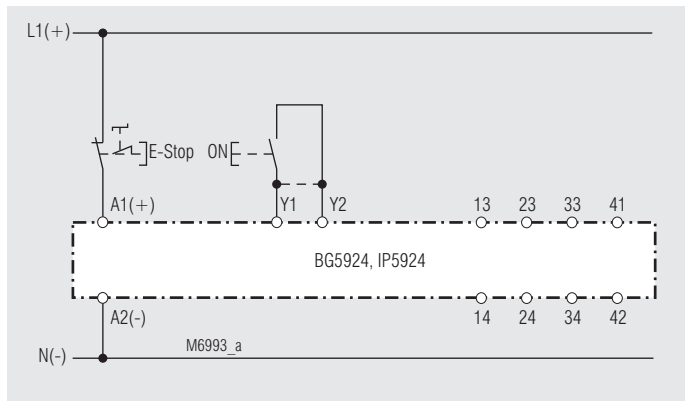 L1(+)
E-Stop ON
A1(+) Y1 Y2 13 23 33 41
BG5924, IP5924
A2(-) 14 24 34 42
N(-) M6993_a